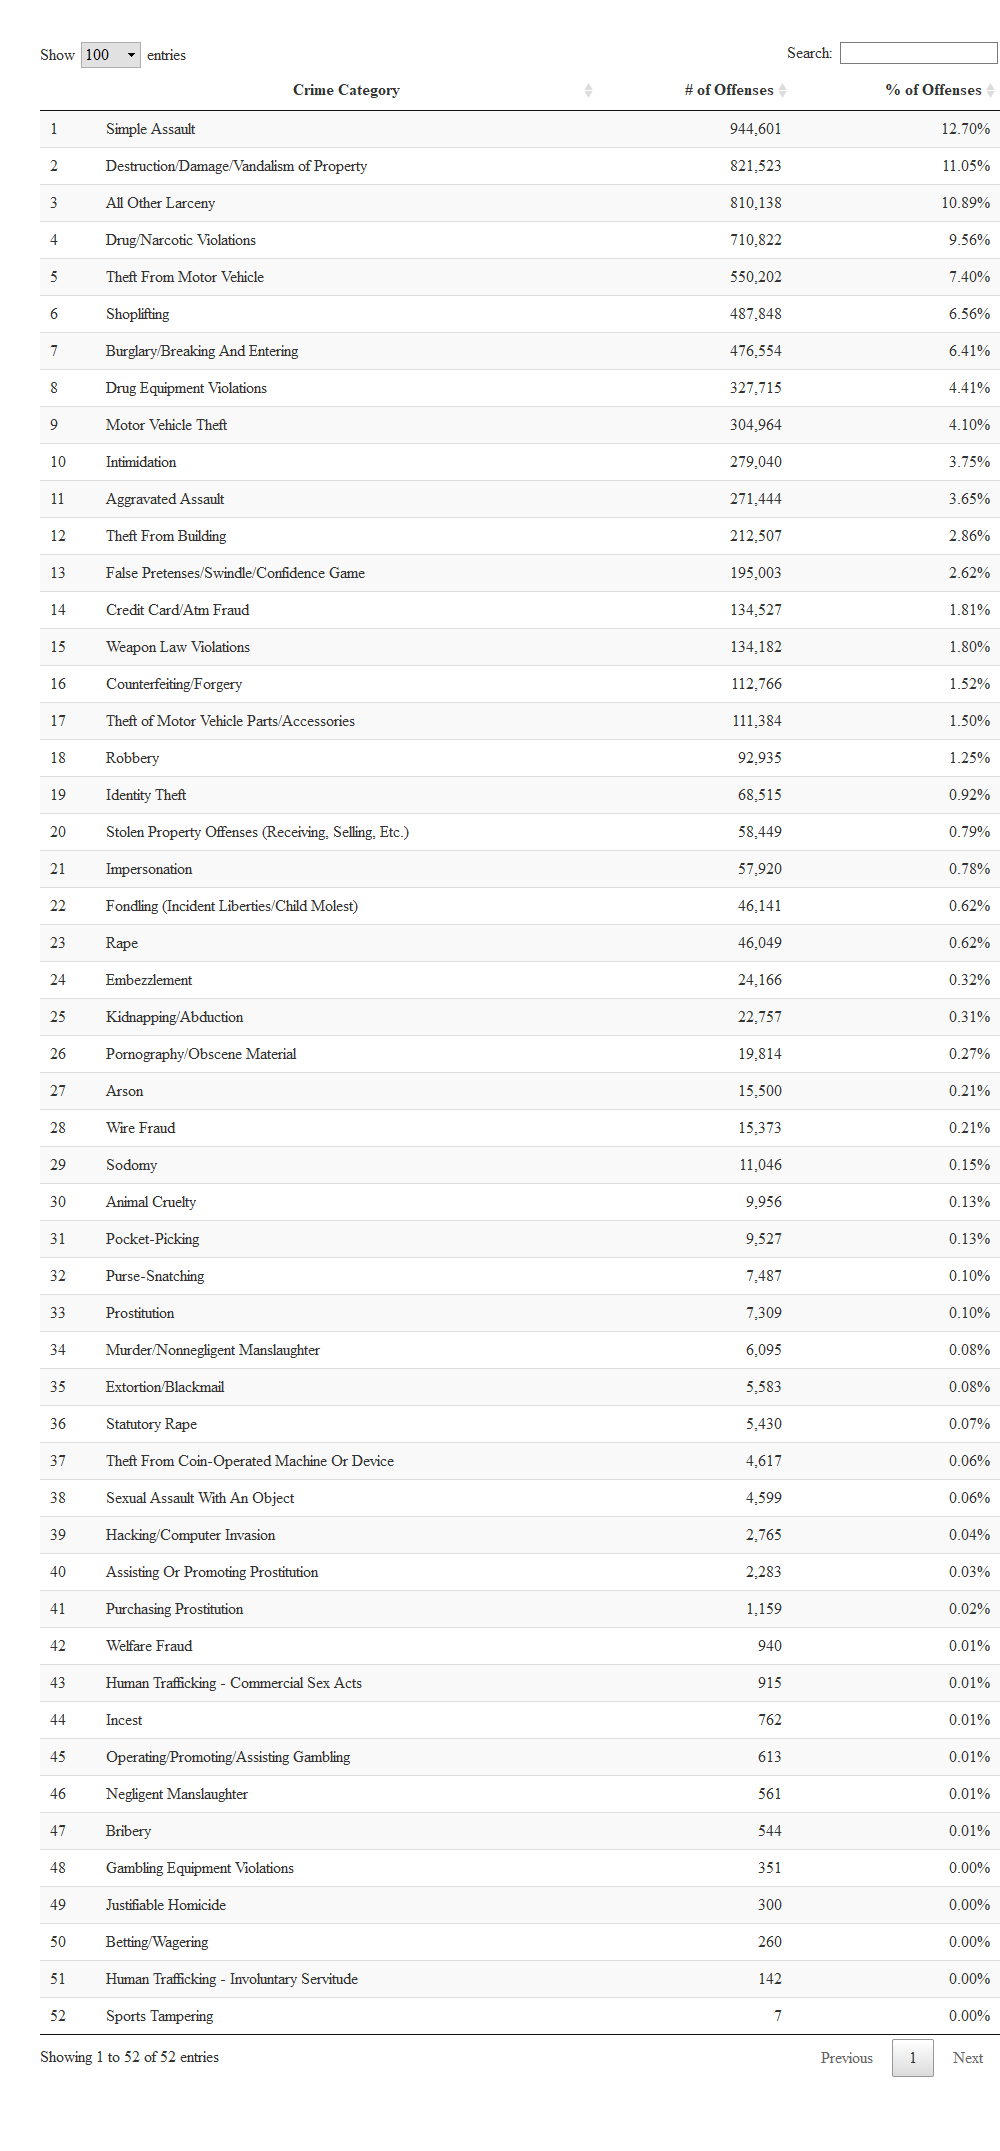 Show 100 entries Search:
Crime Category # of Offenses % of Offenses
1 Simple Assault 944,601 12.70%
2 Destruction/Damage/Vandalism of Property 821,523 11.05%
3 All Other Larceny 810,138 10.89%
4 Drug/Narcotic Violations 710,822 9.56%
5 Theft From Motor Vehicle 550,202 7.40%
6 Shoplifting 487,848 6.56%
7 Burglary/Breaking And Entering 476,554 6.41%
8 Drug Equipment Violations 327,715 4.41%
9 Motor Vehicle Theft 304,964 4.10%
10 Intimidation 279,040 3.75%
11 Aggravated Assault 271,444 3.65%
12 Theft From Building 212,507 2.86%
13 False Pretenses/Swindle/Confidence Game 195,003 2.62%
14 Credit Card/Atm Fraud 134,527 1.81%
15 Weapon Law Violations 134,182 1.80%
16 Counterfeiting/Forgery 112,766 1.52%
17 Theft of Motor Vehicle Parts/Accessories 111,384 1.50%
18 Robbery 92,935 1.25%
19 Identity Theft 68,515 0.92%
20 Stolen Property Offenses (Receiving, Selling, Etc.) 58,449 0.79%
21 Impersonation 57,920 0.78%
22 Fondling (Incident Liberties/Child Molest) 46,141 0.62%
23 Rape 46,049 0.62%
24 Embezzlement 24,166 0.32%
25 Kidnapping/Abduction 22,757 0.31%
26 Pornography/Obscene Material 19,814 0.27%
27 Arson 15,500 0.21%
28 Wire Fraud 15,373 0.21%
29 Sodomy 11,046 0.15%
30 Animal Cruelty 9,956 0.13%
31 Pocket-Picking 9,527 0.13%
32 Purse-Snatching 7,487 0.10%
33 Prostitution 7,309 0.10%
34 Murder/Nonnegligent Manslaughter 6,095 0.08%
35 Extortion/Blackmail 5,583 0.08%
36 Statutory Rape 5,430 0.07%
37 Theft From Coin-Operated Machine Or Device 4,617 0.06%
38 Sexual Assault With An Object 4,599 0.06%
39 Hacking/Computer Invasion 2,765 0.04%
40 Assisting Or Promoting Prostitution 2,283 0.03%
41 Purchasing Prostitution 1,159 0.02%
42 Welfare Fraud 940 0.01%
43 Human Trafficking - Commercial Sex Acts 915 0.01%
44 Incest 762 0.01%
45 Operating/Promoting/Assisting Gambling 613 0.01%
46 Negligent Manslaughter 561 0.01%
47 Bribery 544 0.01%
48 Gambling Equipment Violations 351 0.00%
49 Justifiable Homicide 300 0.00%
50 Betting/Wagering 260 0.00%
51 Human Trafficking - Involuntary Servitude 142 0.00%
52 Sports Tampering 7 0.00%
Showing 1 to 52 of 52 entries Previous 1 Next